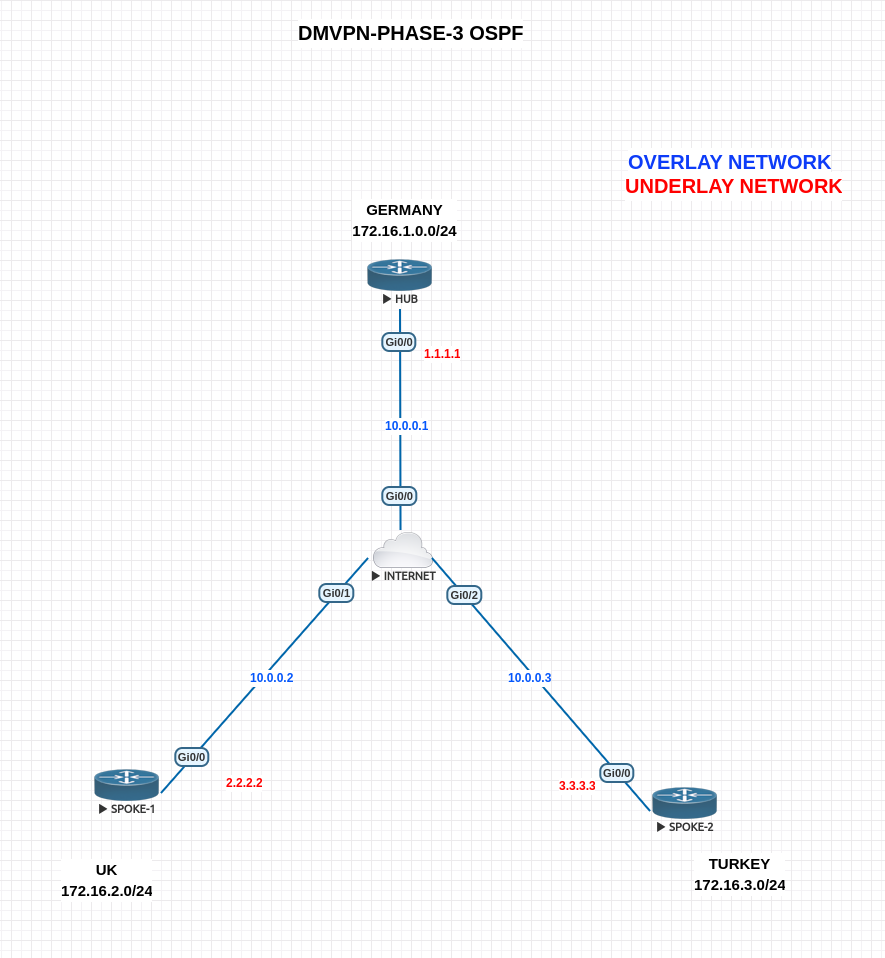 DMVPN-PHASE-3 OSPF
OVERLAY NETWORK
UNDERLAY NETWORK
GERMANY
172.16.1.0.0/24
HUB
Gi0/0
1.1.1.1
10.0.0.1
Gi0/0
INTERNET
Gi0/1
Gi0/2
10.0.0.2
10.0.0.3
Gi0/0
2.2.2.2
SPOKE-1
Gi0/0
3.3.3.3
SPOKE-2
UK
172.16.2.0/24
TURKEY
172.16.3.0/24